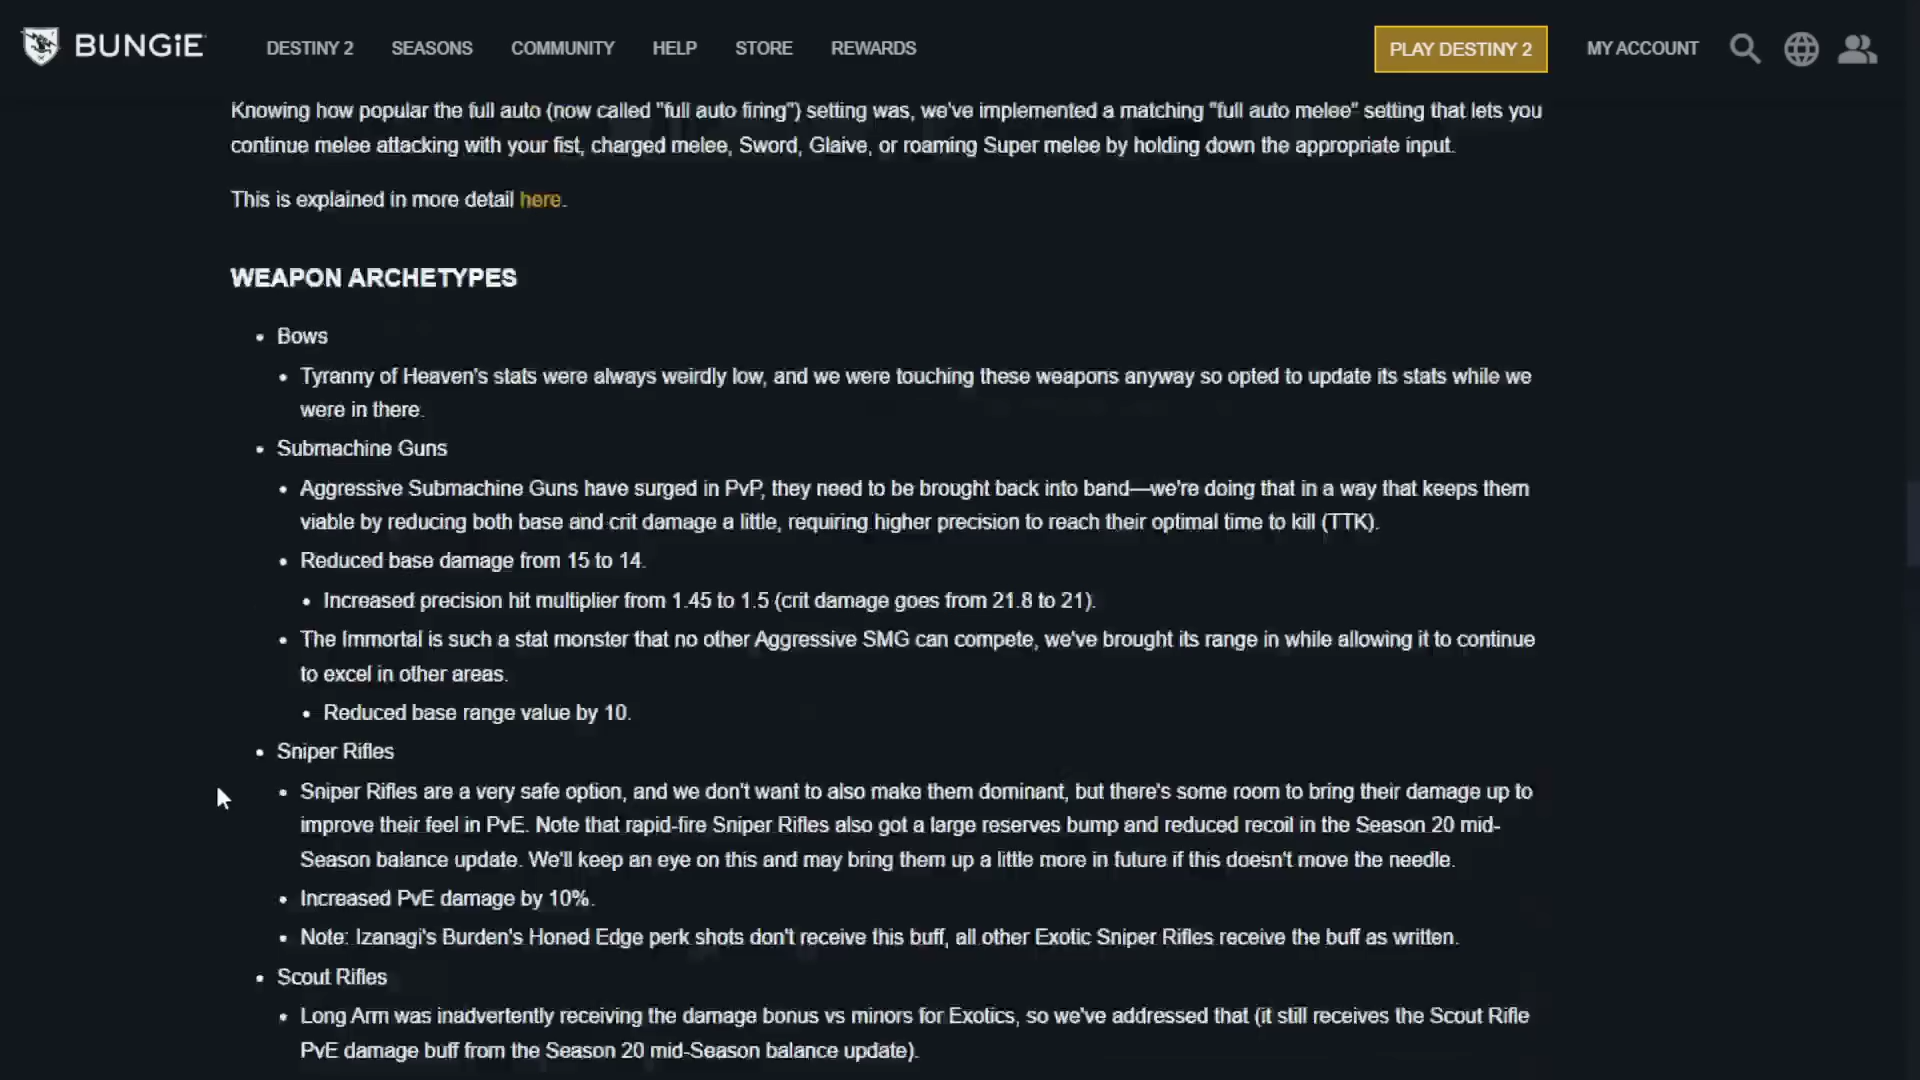 BUNGiE DESTINY 2 SEASONS COMMUNITY HELP STORE REWARDS PLAY DESTINY 2 MY ACCOUNT
Knowing how popular the full auto (now called "full auto firing") setting was, we've implemented a matching "full auto melee" setting that lets you
continue melee attacking with your fist, charged melee, Sword, Glaive, or roaming Super melee by holding down the appropriate input.
This is explained in more detail here.
WEAPON ARCHETYPES
• Bows
• Tyranny of Heaven's stats were always weirdly low, and we were touching these weapons anyway so opted to update its stats while we
were in there.
• Submachine Guns
• Aggressive Submachine Guns have surged in PvP, they need to be brought back into band—we're doing that in a way that keeps them
viable by reducing both base and crit damage a little, requiring higher precision to reach their optimal time to kill (TTK).
• Reduced base damage from 15 to 14.
• Increased precision hit multiplier from 1.45 to 1.5 (crit damage goes from 21.8 to 21).
• The Immortal is such a stat monster that no other Aggressive SMG can compete, we've brought its range in while allowing it to continue
to excel in other areas.
• Reduced base range value by 10.
• Sniper Rifles
• Sniper Rifles are a very safe option, and we don't want to also make them dominant, but there's some room to bring their damage up to
improve their feel in PvE. Note that rapid-fire Sniper Rifles also got a large reserves bump and reduced recoil in the Season 20 mid-
Season balance update. We'll keep an eye on this and may bring them up a little more in future if this doesn't move the needle.
• Increased PvE damage by 10%.
• Note: Izanagi's Burden's Honed Edge perk shots don't receive this buff, all other Exotic Sniper Rifles receive the buff as written.
• Scout Rifles
• Long Arm was inadvertently receiving the damage bonus vs minors for Exotics, so we've addressed that (it still receives the Scout Rifle
PvE damage buff from the Season 20 mid-Season balance update).